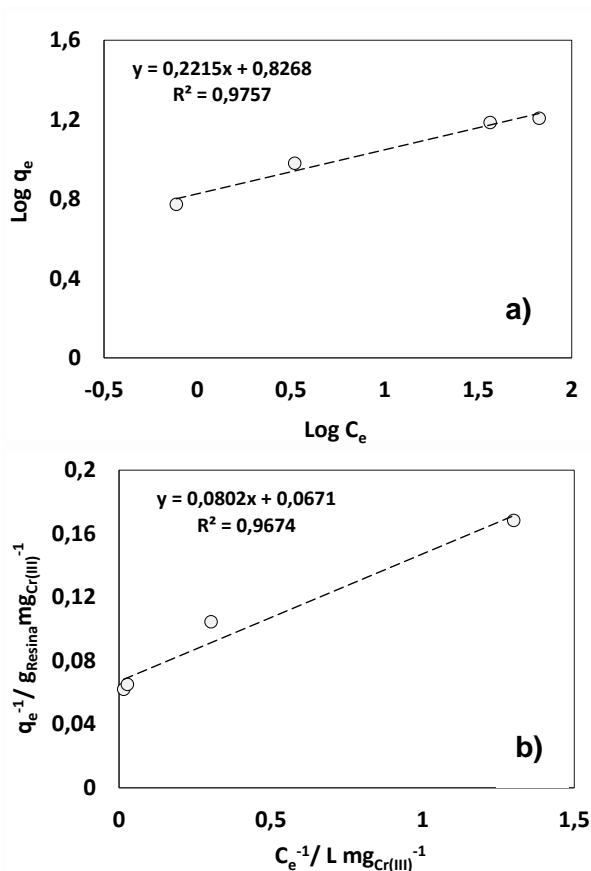 1,6
y = 0,2215x + 0,8268
R² = 0,9757
1,2
Log qe
0,8
0,4
a)
0
-0,5 0 0,5 1 1,5 2
Log Ce
0,2
y = 0,0802x + 0,0671
R² = 0,9674
0,16
0,12
qe-1/ gResina mgCr(III)-1
0,08
0,04
b)
0
0 0,5 1 1,5
Ce-1/ L mgCr(III)-1